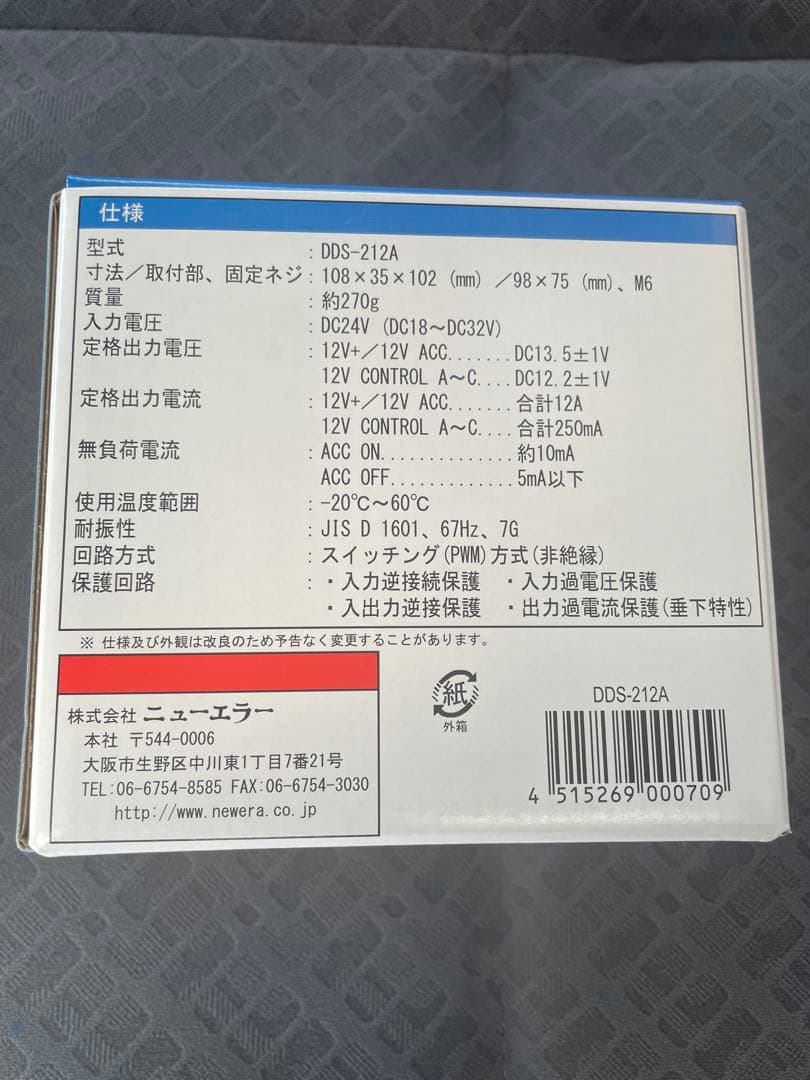 仕様
型式 : DDS-212A
寸法／取付部、固定ネジ : 108×35×102 (mm) ／98×75 (mm)、M6
質量 : 約270g
入力電圧 : DC24V (DC18～DC32V)
定格出力電圧 : 12V+／12V ACC.......DC13.5±1V
12V CONTROL A～C....DC12.2±1V
定格出力電流 : 12V+／12V ACC.......合計12A
12V CONTROL A～C....合計250mA
無負荷電流 : ACC ON.............約10mA
ACC OFF............5mA以下
使用温度範囲 : -20℃～60℃
耐振性 : JIS D 1601、67Hz、7G
回路方式 : スイッチング(PWM)方式(非絶縁)
保護回路 : ・入力逆接続保護 ・入力過電圧保護
・入出力逆接保護 ・出力過電流保護(垂下特性)
※ 仕様及び外観は改良のため予告なく変更することがあります。
株式会社 ニューエラー
本社 〒544-0006
大阪市生野区中川東1丁目7番21号
TEL:06-6754-8585 FAX:06-6754-3030
http://www.newera.co.jp
紙
外箱
DDS-212A
4 515269 000709